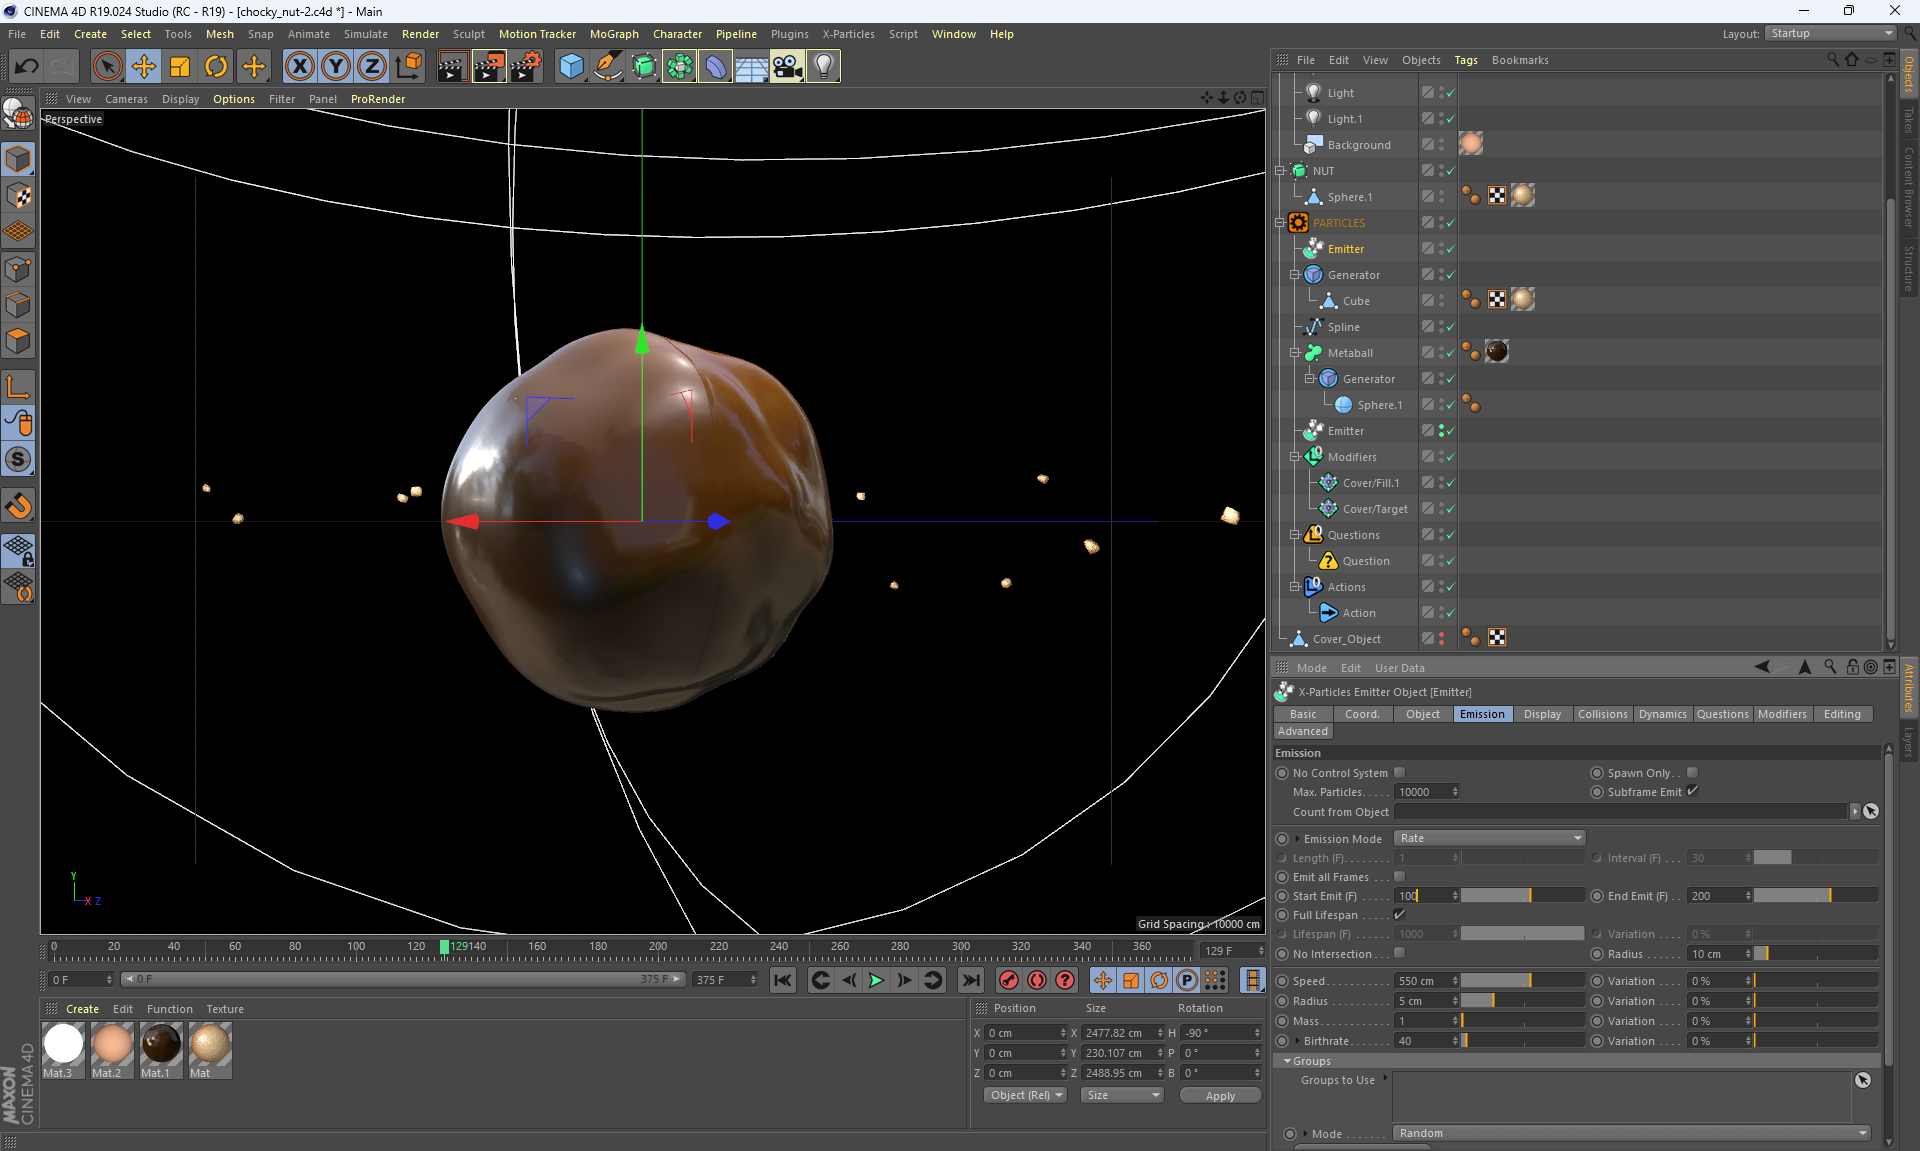 CINEMA 4D R19.024 Studio (RC - R19) - [chocky_nut-2.c4d *] - Main
File Edit Create Select Tools Mesh Snap Animate Simulate Render Sculpt Motion Tracker MoGraph Character Pipeline Plugins X-Particles Script Window Help
Layout: Startup
X Y Z
View Cameras Display Options Filter Panel ProRender
Perspective
Y
X Z
Grid Spacing : 10000 cm
0 20 40 60 80 100 120 129 140 160 180 200 220 240 260 280 300 320 340 360
129 F
0 F
0 F
375 F
375 F
Create Edit Function Texture
Mat.3 Mat.2 Mat.1 Mat
MAXON
CINEMA 4D
Position Size Rotation
X 0 cm X 2477.82 cm H -90 °
Y 0 cm Y 230.107 cm P 0 °
Z 0 cm Z 2488.95 cm B 0 °
Object (Rel) Size Apply
File Edit View Objects Tags Bookmarks
Light
Light.1
Background
NUT
Sphere.1
PARTICLES
Emitter
Generator
Cube
Spline
Metaball
Generator
Sphere.1
Emitter
Modifiers
Cover/Fill.1
Cover/Target
Questions
Question
Actions
Action
Cover_Object
Objects
Takes
Content Browser
Structure
Mode Edit User Data
X-Particles Emitter Object [Emitter]
Basic Coord. Object Emission Display Collisions Dynamics Questions Modifiers Editing
Advanced
Emission
No Control System Spawn Only. .
Max. Particles. . . . . 10000 Subframe Emit
Count from Object
Emission Mode Rate
Length (F). . . . . . . . 1 Interval (F) . . . 30
Emit all Frames . . .
Start Emit (F) . . . . . 100 End Emit (F) . . 200
Full Lifespan . . . . .
Lifespan (F) . . . . . . 1000 Variation . . . . 0 %
No Intersection . . . Radius . . . . . . 10 cm
Speed. . . . . . . . . . . 550 cm Variation . . . . 0 %
Radius . . . . . . . . . . 5 cm Variation . . . . 0 %
Mass. . . . . . . . . . . . 1 Variation . . . . 0 %
Birthrate. . . . . . . . 40 Variation . . . . 0 %
Groups
Groups to Use
Mode . . . . . . . Random
Attributes
Layers